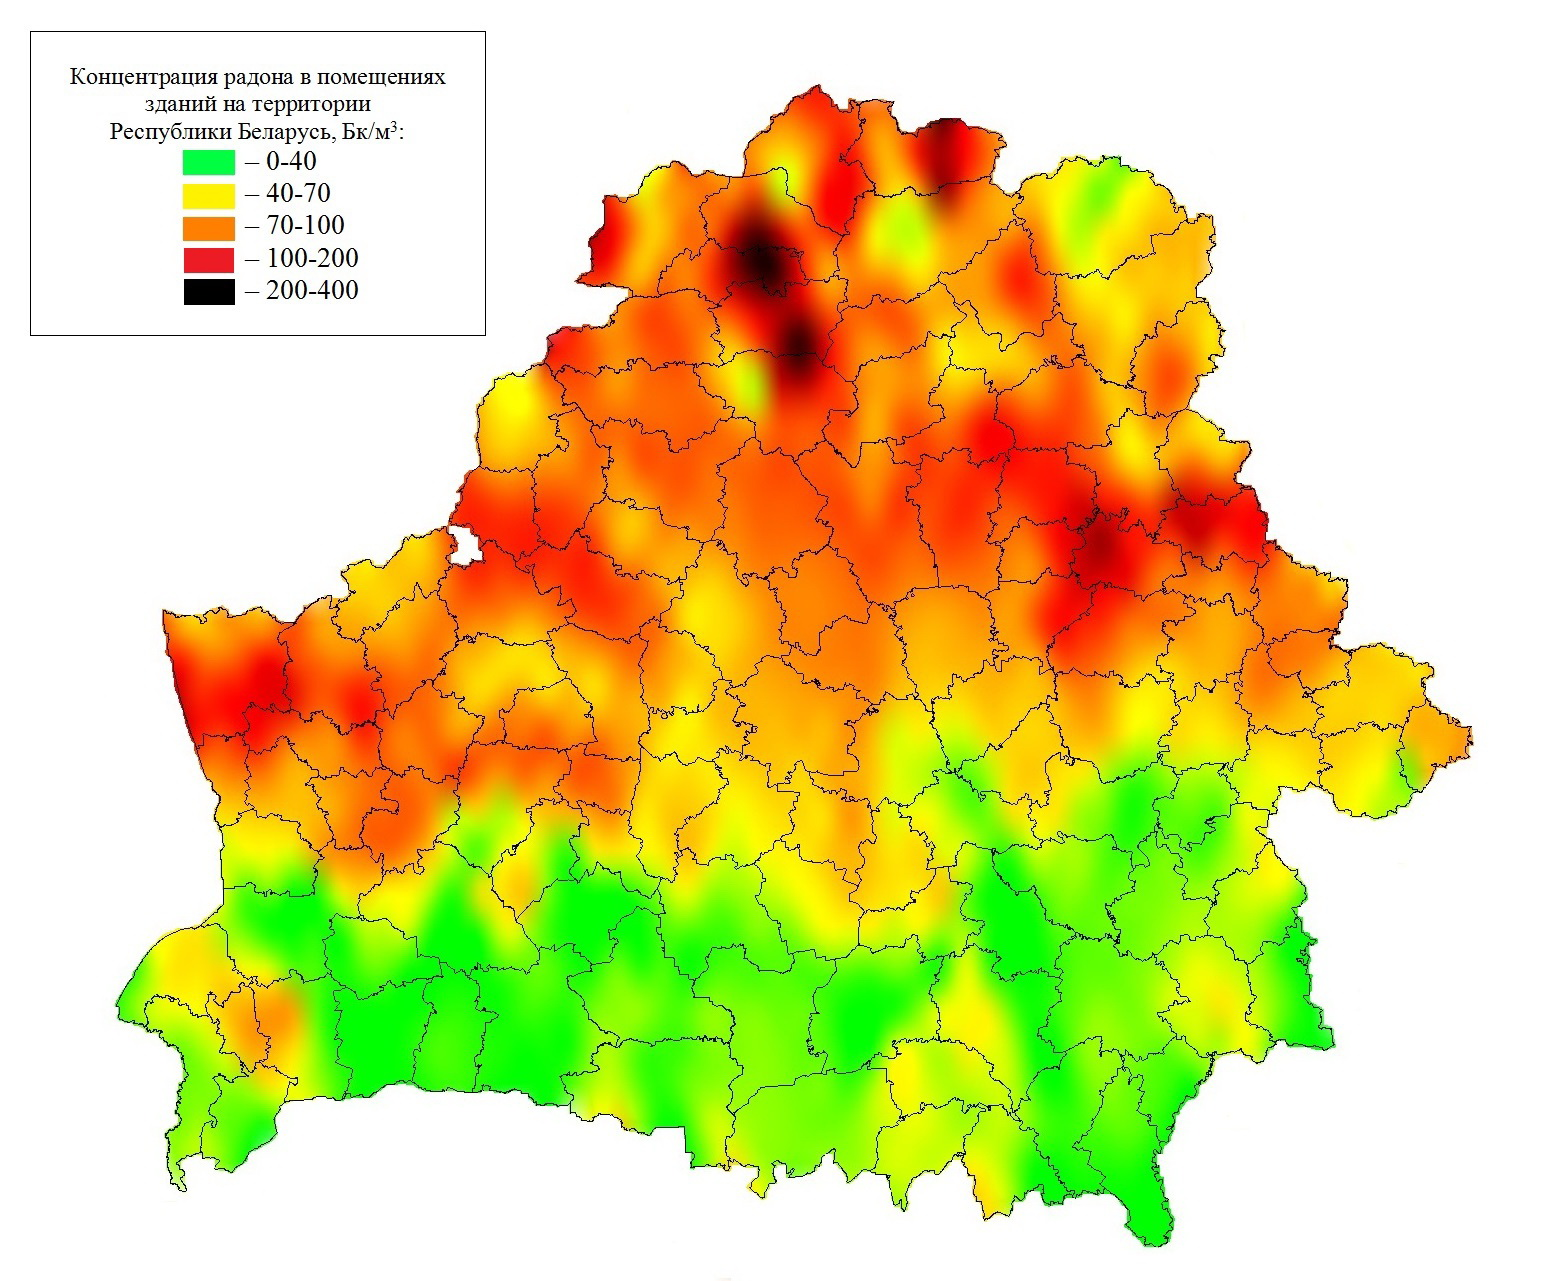 Концентрация радона в помещениях
зданий на территории
Республики Беларусь, Бк/м³:
– 0-40
– 40-70
– 70-100
– 100-200
– 200-400